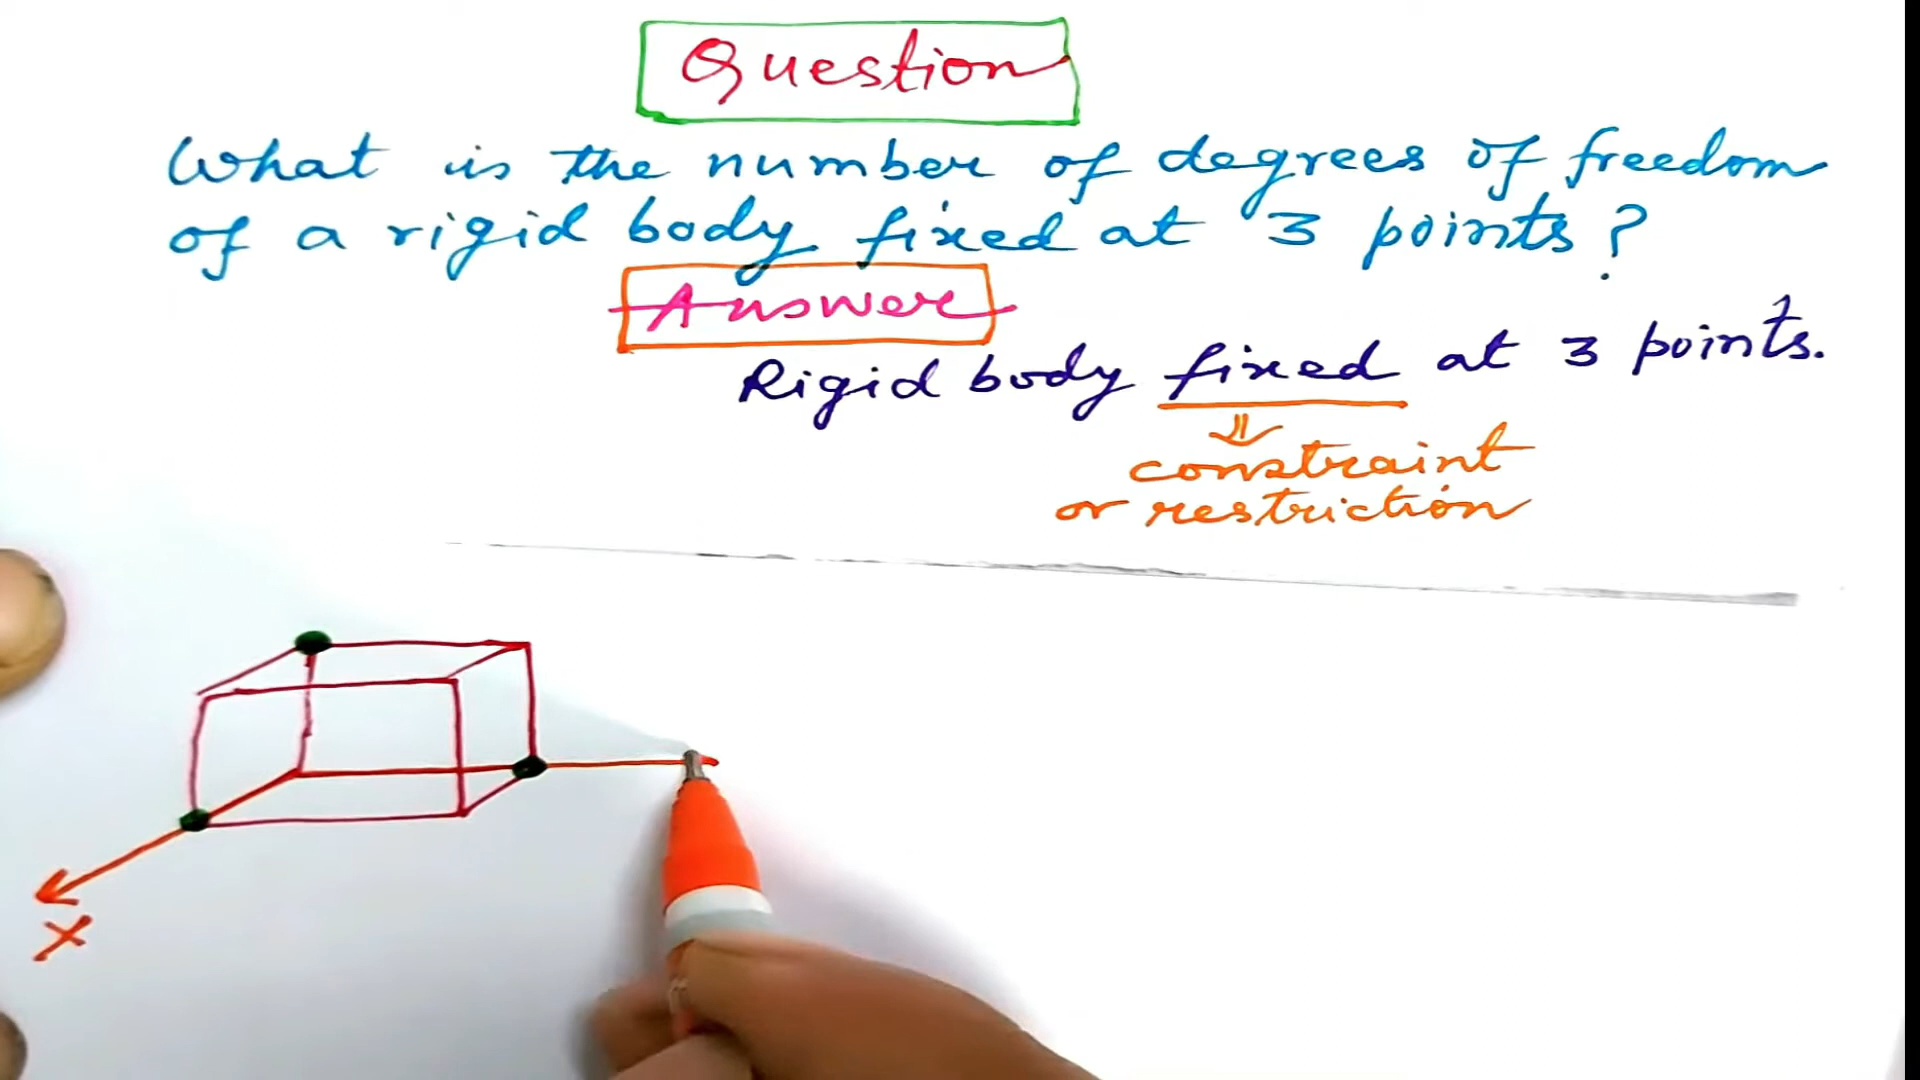 Question
What is the number of degrees of freedom
of a rigid body fixed at 3 points?
Answer
Rigid body fixed at 3 points.
constraint
or restriction
X